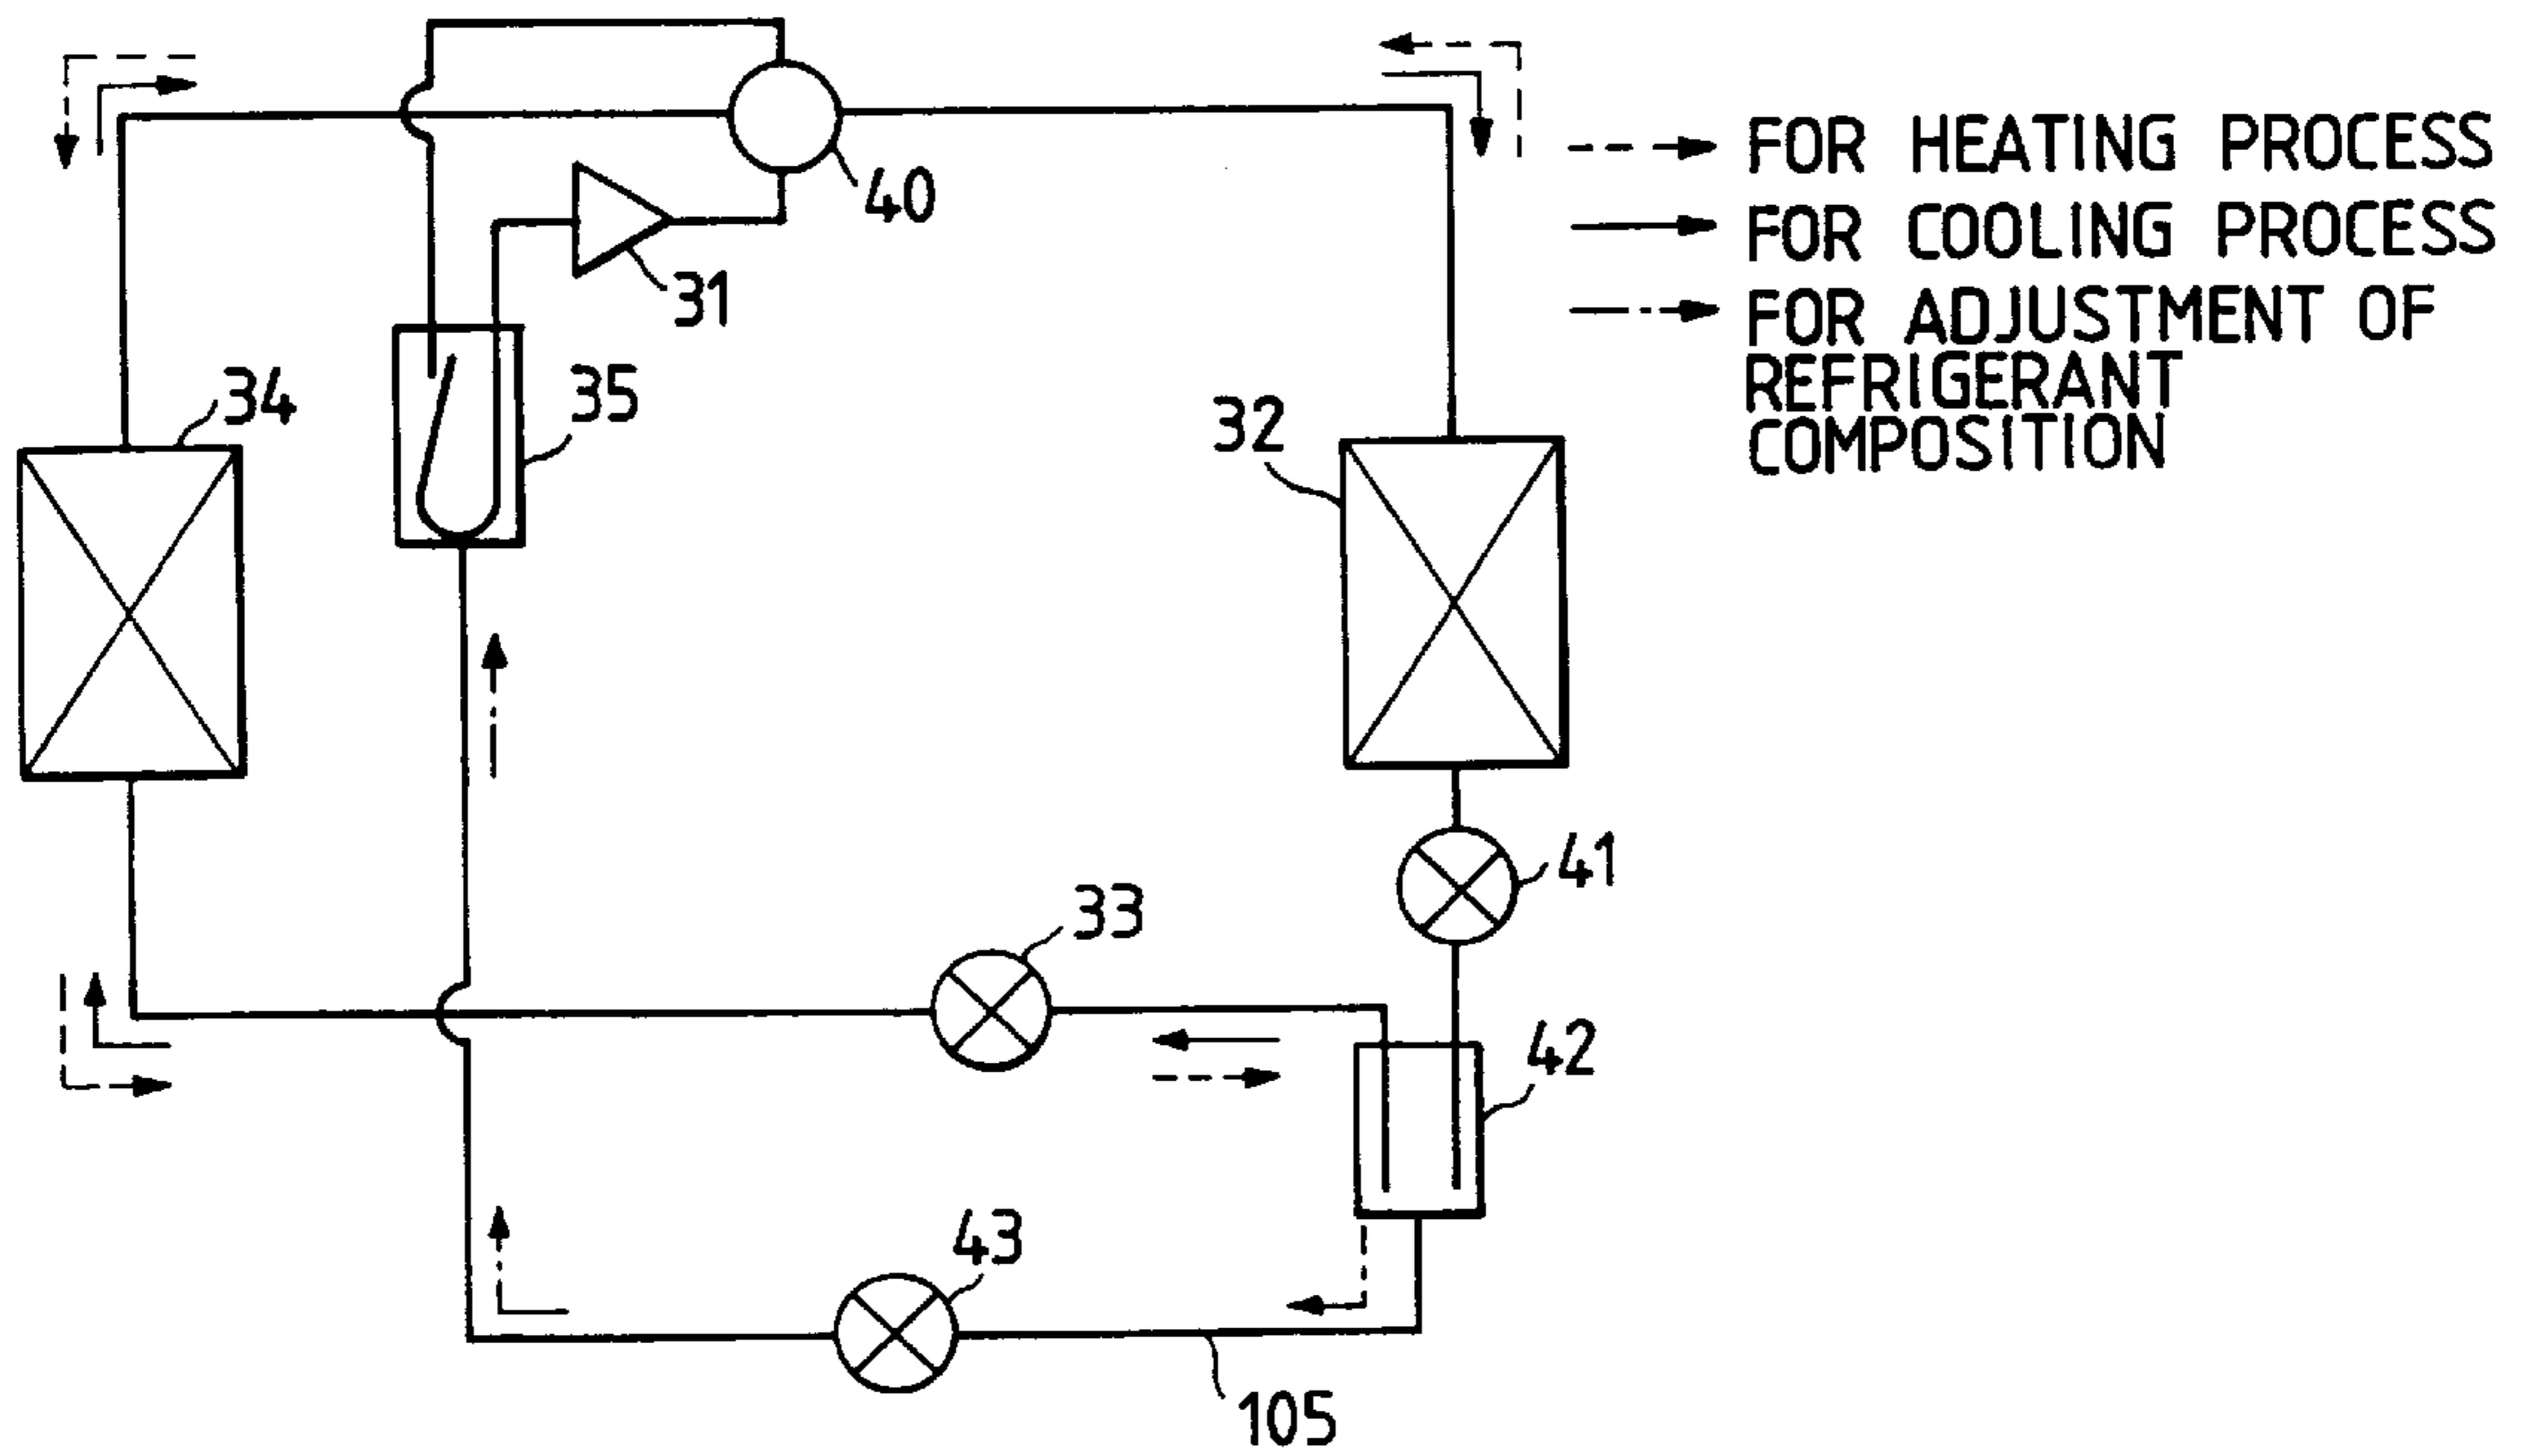 40
FOR HEATING PROCESS
FOR COOLING PROCESS
FOR ADJUSTMENT OF
REFRIGERANT
COMPOSITION
31
34
35
32
41
33
42
43
105